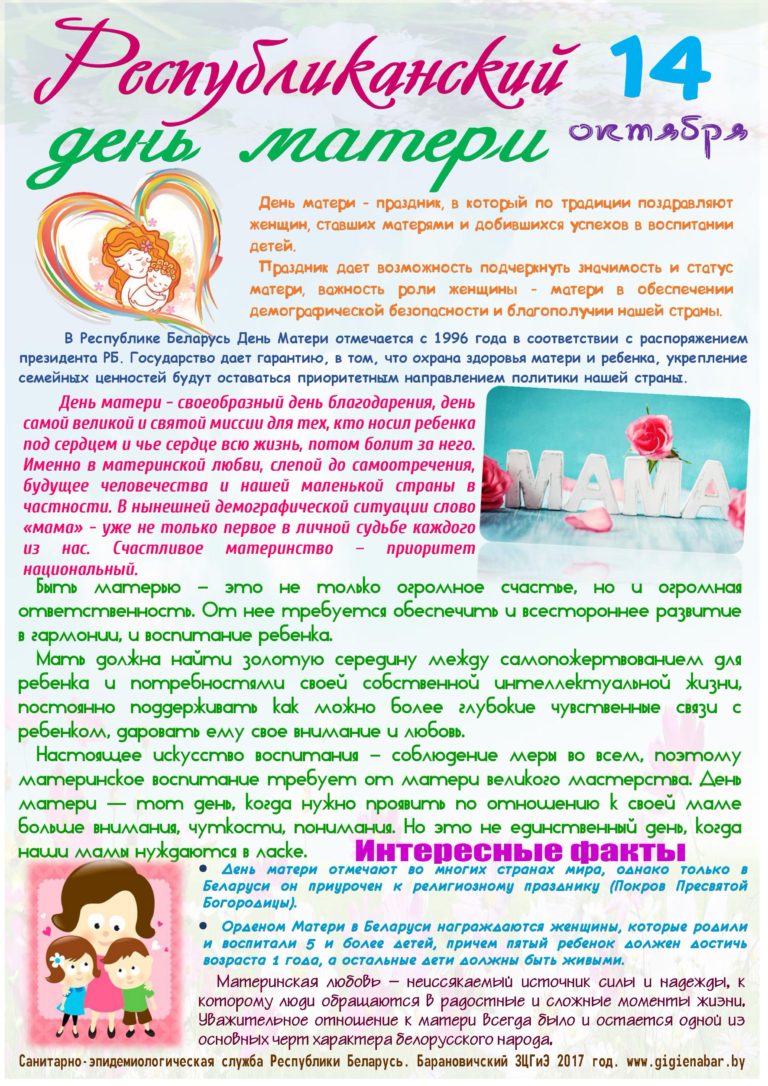 Республиканский 14
день матери октября
День матери - праздник, в который по традиции поздравляют
женщин, ставших матерями и добившихся успехов в воспитании
детей.
Праздник дает возможность подчеркнуть значимость и статус
матери, важность роли женщины - матери в обеспечении
демографической безопасности и благополучии нашей страны.
В Республике Беларусь День Матери отмечается с 1996 года в соответствии с распоряжением
президента РБ. Государство дает гарантию, в том, что охрана здоровья матери и ребенка, укрепление
семейных ценностей будут оставаться приоритетным направлением политики нашей страны.
День матери - своеобразный день благодарения, день
самой великой и святой миссии для тех, кто носил ребенка
под сердцем и чье сердце всю жизнь, потом болит за него.
Именно в материнской любви, слепой до самоотречения,
будущее человечества и нашей маленькой страны в
частности. В нынешней демографической ситуации слово
«мама» - уже не только первое в личной судьбе каждого
из нас. Счастливое материнство – приоритет
национальный.
МАМА
Быть матерью – это не только огромное счастье, но и огромная
ответственность. От нее требуется обеспечить и всестороннее развитие
в гармонии, и воспитание ребенка.
Мать должна найти золотую середину между самопожертвованием для
ребенка и потребностями своей собственной интеллектуальной жизни,
постоянно поддерживать как можно более глубокие чувственные связи с
ребенком, даровать ему свое внимание и любовь.
Настоящее искусство воспитания – соблюдение меры во всем, поэтому
материнское воспитание требует от матери великого мастерства. День
матери — тот день, когда нужно проявить по отношению к своей маме
больше внимания, чуткости, понимания. Но это не единственный день, когда
наши мамы нуждаются в ласке.
Интересные факты
• День матери отмечают во многих странах мира, однако только в
Беларуси он приурочен к религиозному празднику (Покров Пресвятой
Богородицы).
• Орденом Матери в Беларуси награждаются женщины, которые родили
и воспитали 5 и более детей, причем пятый ребенок должен достичь
возраста 1 года, а остальные дети должны быть живыми.
Материнская любовь – неиссякаемый источник силы и надежды, к
которому люди обращаются в радостные и сложные моменты жизни.
Уважительное отношение к матери всегда было и остается одной из
основных черт характера белорусского народа.
Санитарно-эпидемиологическая служба Республики Беларусь. Барановичский ЗЦГиЭ 2017 год. www.gigienabar.by